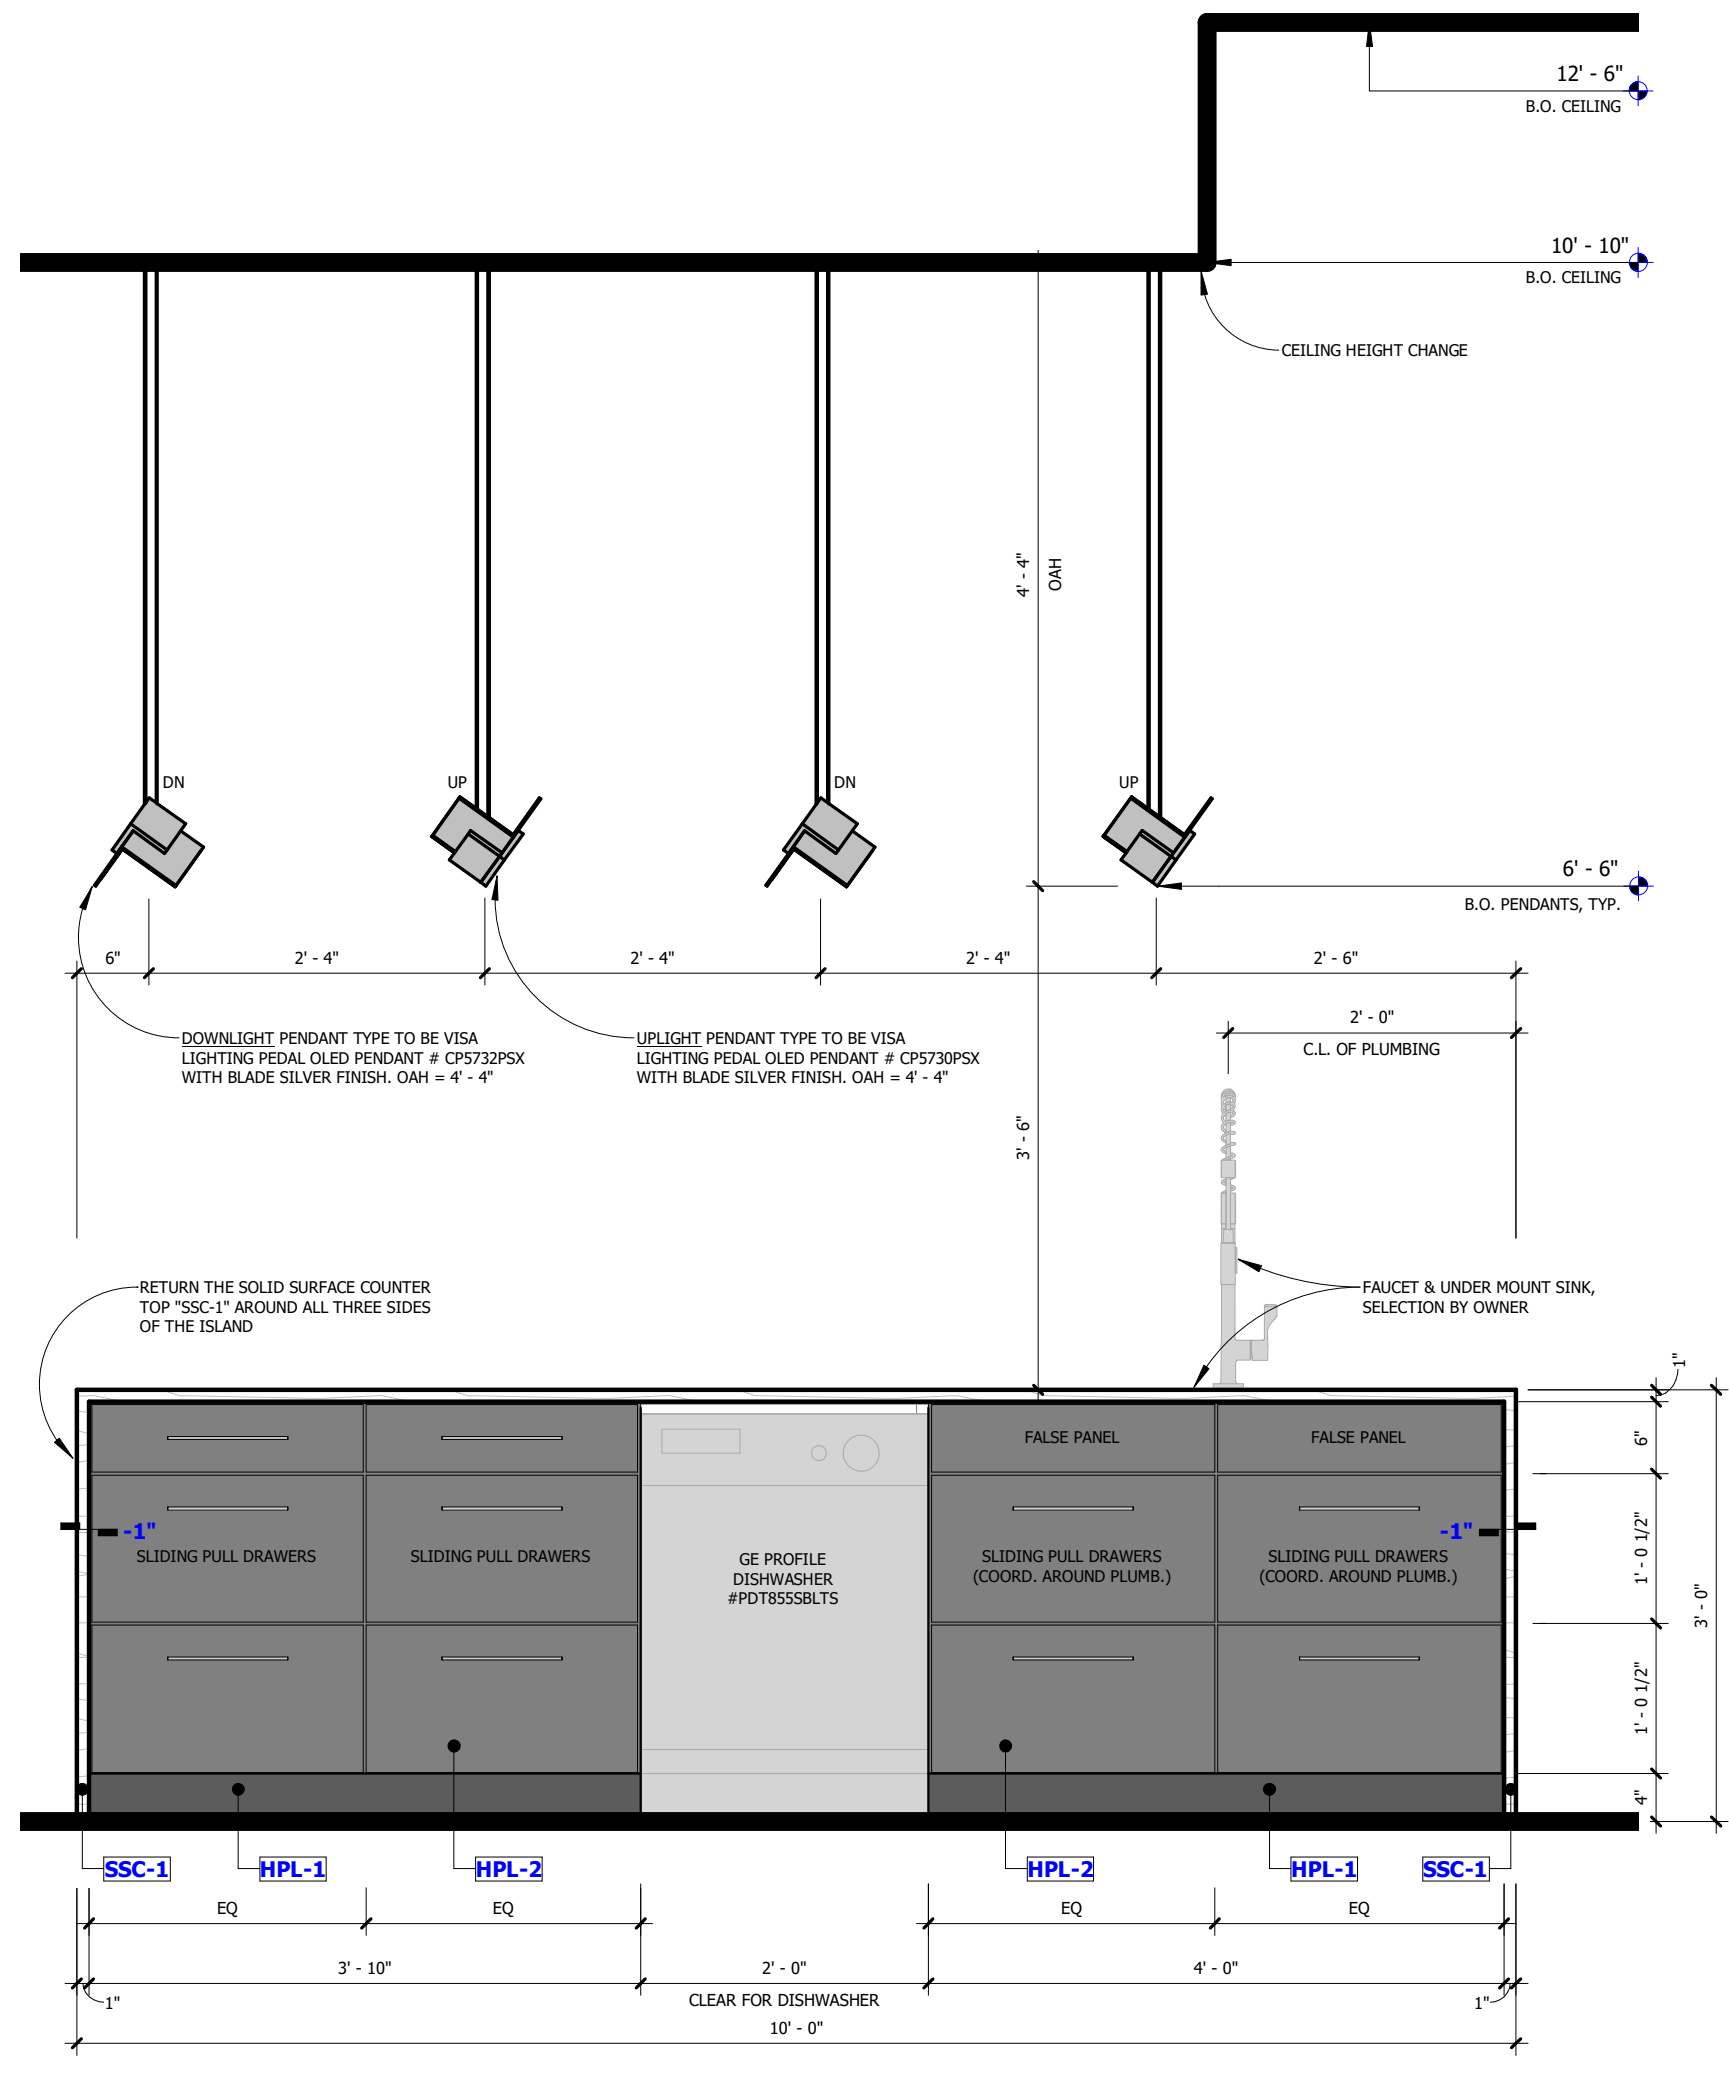 12' - 6"
B.O. CEILING
10' - 10"
B.O. CEILING
CEILING HEIGHT CHANGE
4' - 4"
OAH
DN
UP
DN
UP
6' - 6"
B.O. PENDANTS, TYP.
6"
2' - 4"
2' - 4"
2' - 4"
2' - 6"
2' - 0"
C.L. OF PLUMBING
DOWNLIGHT PENDANT TYPE TO BE VISA
LIGHTING PEDAL OLED PENDANT # CP5732PSX
WITH BLADE SILVER FINISH. OAH = 4' - 4"
UPLIGHT PENDANT TYPE TO BE VISA
LIGHTING PEDAL OLED PENDANT # CP5730PSX
WITH BLADE SILVER FINISH. OAH = 4' - 4"
3' - 6"
RETURN THE SOLID SURFACE COUNTER
TOP "SSC-1" AROUND ALL THREE SIDES
OF THE ISLAND
FAUCET & UNDER MOUNT SINK,
SELECTION BY OWNER
1"
FALSE PANEL
FALSE PANEL
6"
-1"
-1"
SLIDING PULL DRAWERS
SLIDING PULL DRAWERS
GE PROFILE
DISHWASHER
#PDT855SBLTS
SLIDING PULL DRAWERS
(COORD. AROUND PLUMB.)
SLIDING PULL DRAWERS
(COORD. AROUND PLUMB.)
1' - 0 1/2"
3' - 0"
1' - 0 1/2"
4"
SSC-1
HPL-1
HPL-2
HPL-2
HPL-1
SSC-1
EQ
EQ
EQ
EQ
3' - 10"
2' - 0"
4' - 0"
1"
CLEAR FOR DISHWASHER
1"
10' - 0"